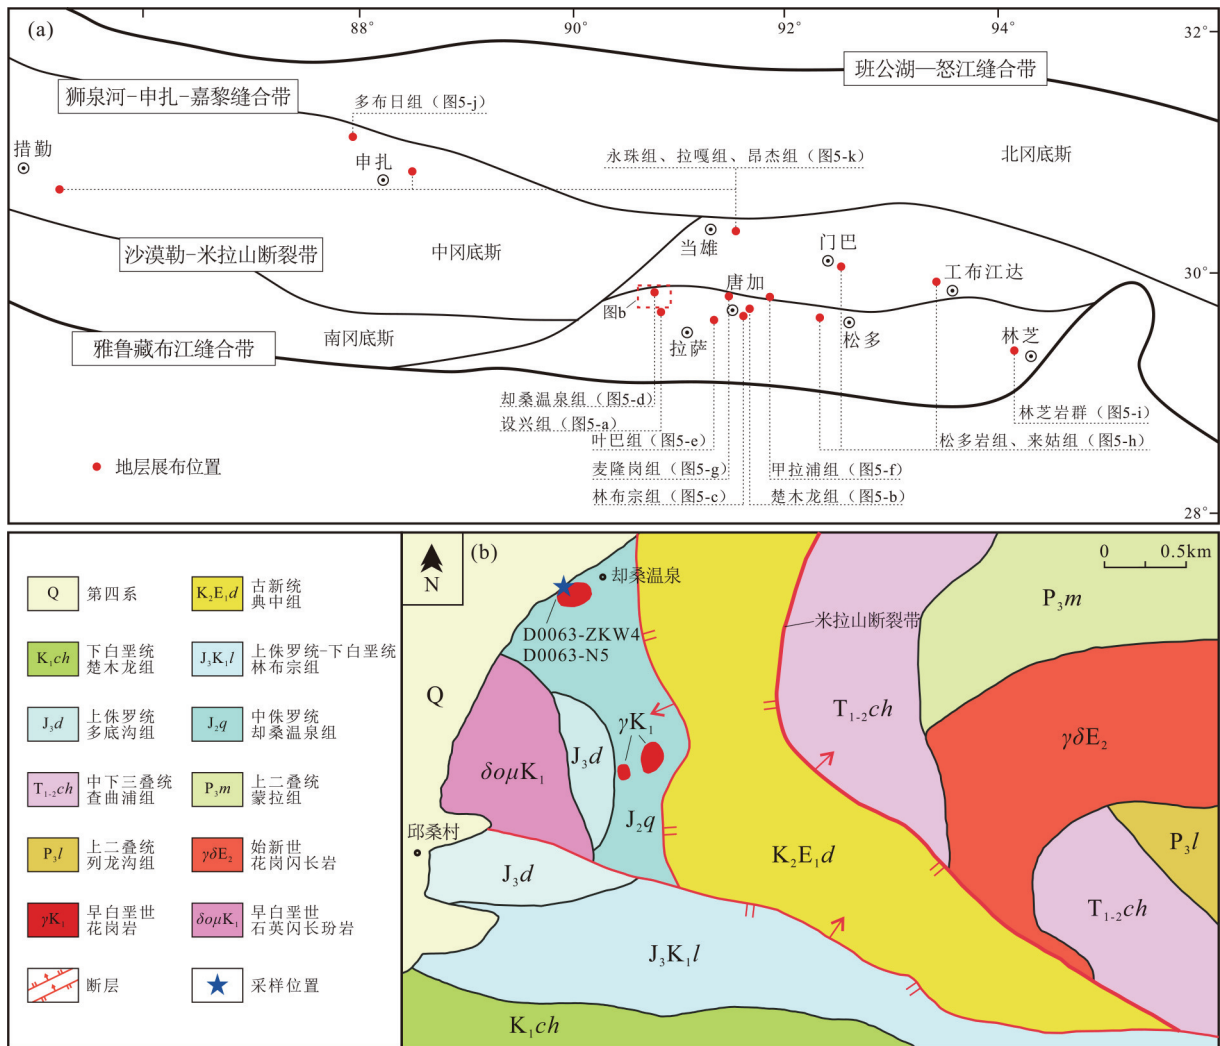 (a)
88°
90°
92°
94°
32°
班公湖—怒江缝合带
狮泉河-申扎-嘉黎缝合带
多布日组（图5-j）
措勤
申扎
永珠组、拉嘎组、昂杰组（图5-k）
北冈底斯
沙漠勒-米拉山断裂带
中冈底斯
当雄
门巴
唐加
工布江达
30°
图b
南冈底斯
拉萨
松多
林芝
雅鲁藏布江缝合带
却桑温泉组（图5-d）
设兴组（图5-a）
林芝岩群（图5-i）
叶巴组（图5-e）
松多岩组、来姑组（图5-h）
地层展布位置
麦隆岗组（图5-g）
甲拉浦组（图5-f）
林布宗组（图5-c）
楚木龙组（图5-b）
28°
Q
第四系
K₂E₁d
古新统
典中组
K₁ch
下白垩统
楚木龙组
J₃K₁l
上侏罗统-下白垩统
林布宗组
J₃d
上侏罗统
多底沟组
J₂q
中侏罗统
却桑温泉组
T₁₋₂ch
中下三叠统
查曲浦组
P₃m
上二叠统
蒙拉组
P₃l
上二叠统
列龙沟组
γδE₂
始新世
花岗闪长岩
γK₁
早白垩世
花岗岩
δομK₁
早白垩世
石英闪长玢岩
断层
采样位置
N
(b)
0 0.5km
却桑温泉
P₃m
米拉山断裂带
D0063-ZKW4
D0063-N5
Q
T₁₋₂ch
γK₁
γδE₂
J₃d
δομK₁
J₂q
邱桑村
K₂E₁d
P₃l
J₃d
T₁₋₂ch
J₃K₁l
K₁ch